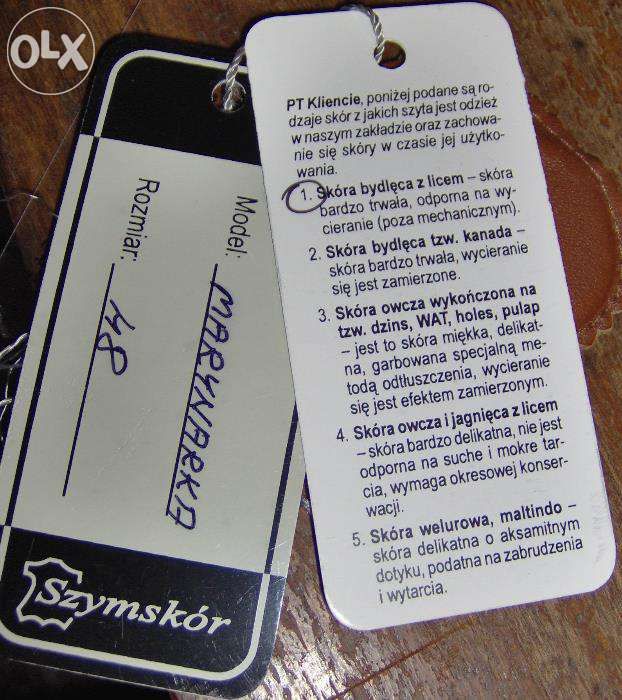 OLX
Model: MARYNARKA
Rozmiar: 48
Szymskór
PT Kliencie, poniżej podane są ro-
dzaje skór z jakich szyta jest odzież
w naszym zakładzie oraz zachowa-
nie się skóry w czasie jej użytko-
wania.
1. Skóra bydlęca z licem – skóra
bardzo trwała, odporna na wy-
cieranie (poza mechanicznym).
2. Skóra bydlęca tzw. kanada –
skóra bardzo trwała, wycieranie
się jest zamierzone.
3. Skóra owcza wykończona na
tzw. dzins, WAT, holes, pulap
– jest to skóra miękka, delikat-
na, garbowana specjalną me-
todą odtłuszczenia, wycieranie
się jest efektem zamierzonym.
4. Skóra owcza i jagnięca z licem
– skóra bardzo delikatna, nie jest
odporna na suche i mokre tar-
cia, wymaga okresowej konser-
wacji.
5. Skóra welurowa, maltindo –
skóra delikatna o aksamitnym
dotyku, podatna na zabrudzenia
i wytarcia.